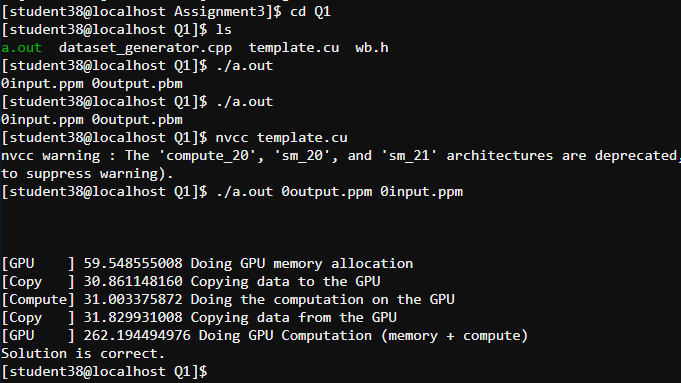 [student38@localhost Assignment3]$ cd Q1
[student38@localhost Q1]$ ls
a.out  dataset_generator.cpp  template.cu  wb.h
[student38@localhost Q1]$ ./a.out
0input.ppm 0output.pbm
[student38@localhost Q1]$ ./a.out
0input.ppm 0output.pbm
[student38@localhost Q1]$ nvcc template.cu
nvcc warning : The 'compute_20', 'sm_20', and 'sm_21' architectures are deprecated,
to suppress warning).
[student38@localhost Q1]$ ./a.out 0output.ppm 0input.ppm
[GPU    ] 59.548555008 Doing GPU memory allocation
[Copy   ] 30.861148160 Copying data to the GPU
[Compute] 31.003375872 Doing the computation on the GPU
[Copy   ] 31.829931008 Copying data from the GPU
[GPU    ] 262.194494976 Doing GPU Computation (memory + compute)
Solution is correct.
[student38@localhost Q1]$